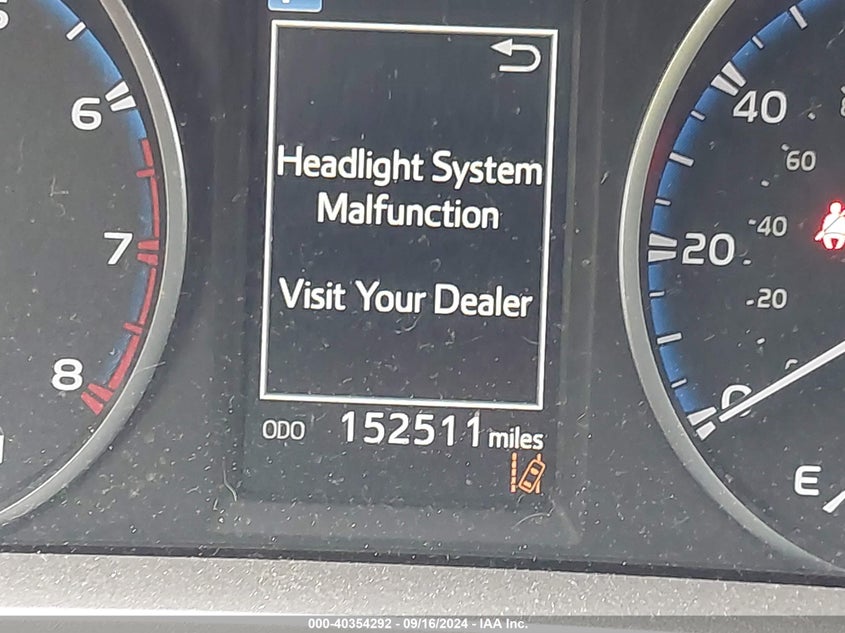 Headlight System
Malfunction
Visit Your Dealer
ODO 152511 miles
6
7
8
40
60
40
20
20
0
E
000-40354292 - 09/16/2024 - IAA Inc.